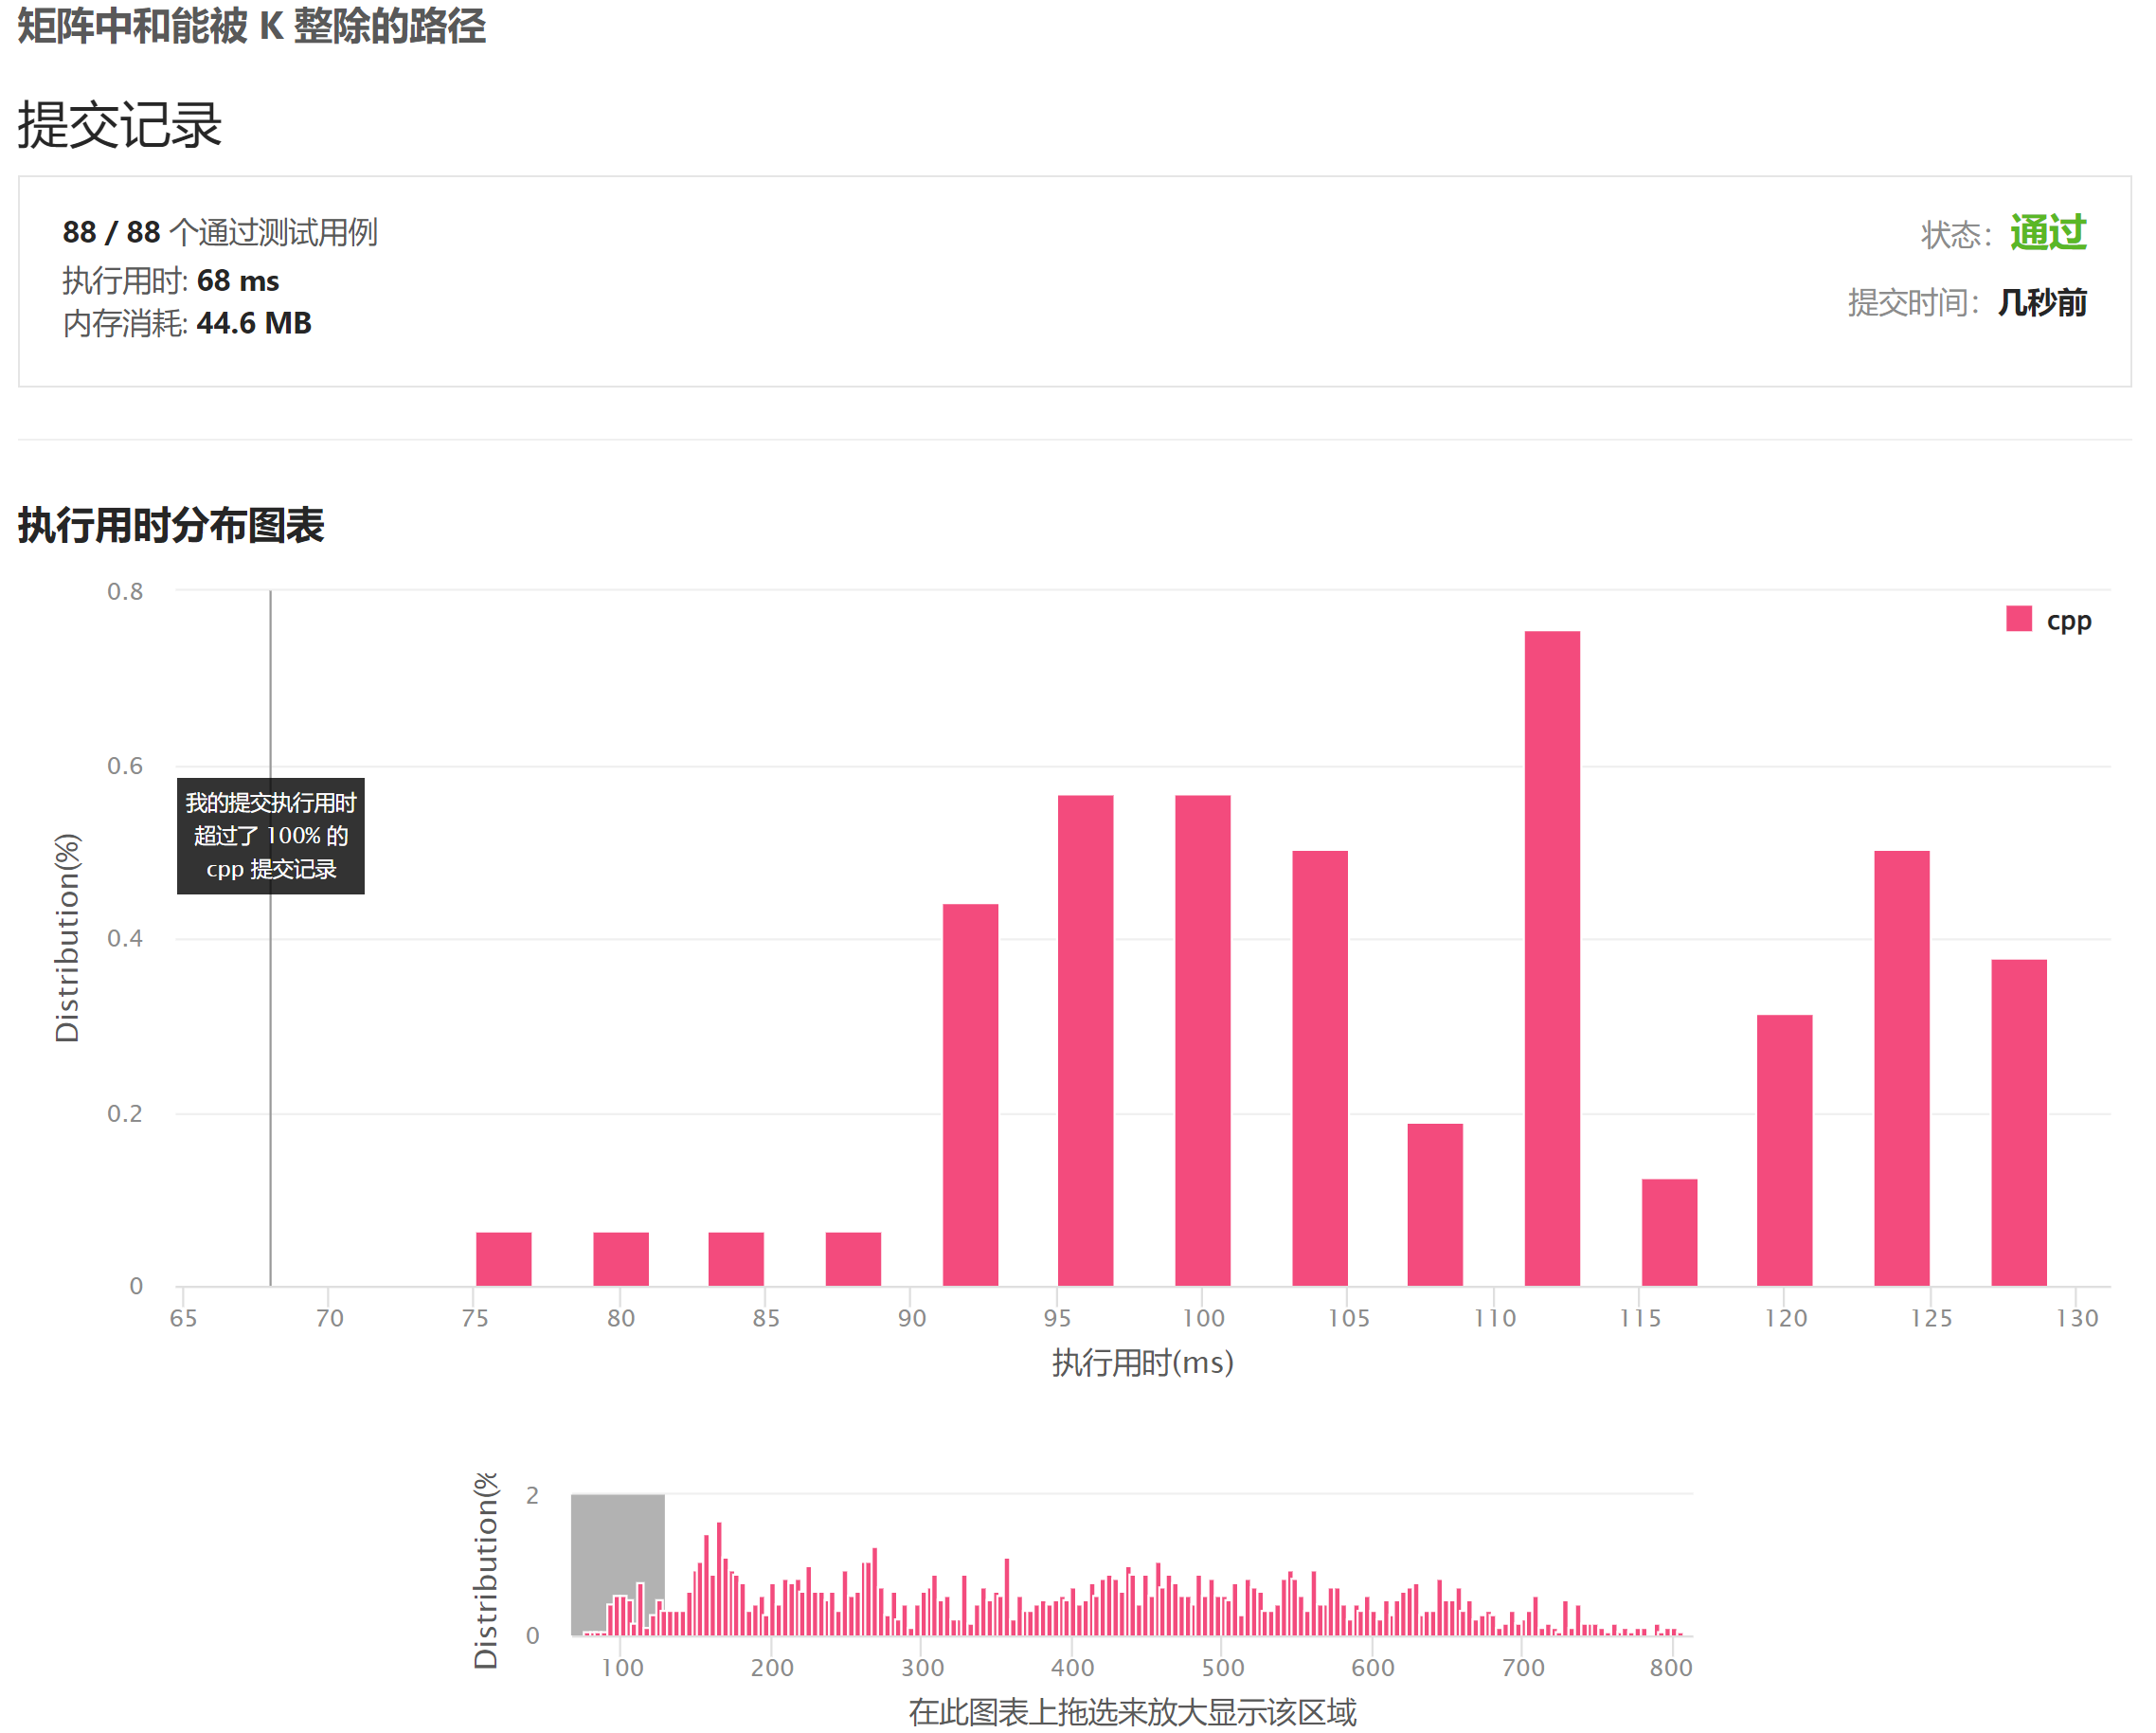 矩阵中和能被 K 整除的路径
提交记录
88 / 88 个通过测试用例
状态：通过
执行用时: 68 ms
提交时间：几秒前
内存消耗: 44.6 MB
执行用时分布图表
cpp
0.8
0.6
0.4
0.2
0
Distribution(%)
我的提交执行用时
超过了 100% 的
cpp 提交记录
65 70 75 80 85 90 95 100 105 110 115 120 125 130
执行用时(ms)
Distribution(%
2
0
100 200 300 400 500 600 700 800
在此图表上拖选来放大显示该区域